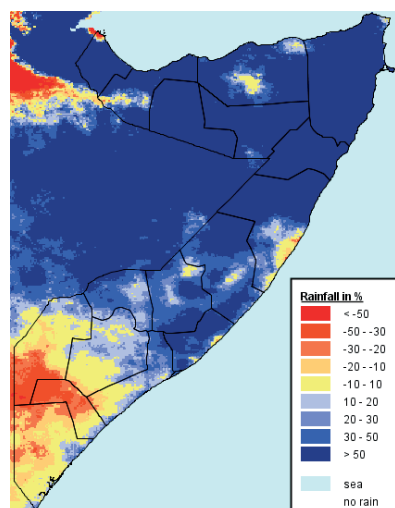 Rainfall in %
< -50
-50 - -30
-30 - -20
-20 - -10
-10 - 10
10 - 20
20 - 30
30 - 50
> 50
sea
no rain